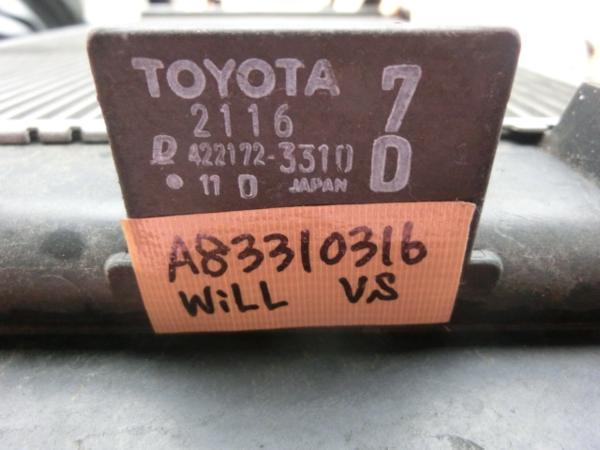 TOYOTA 7
2116
D 422172-3310 D
• 11 D JAPAN
A83310316
WiLL VS